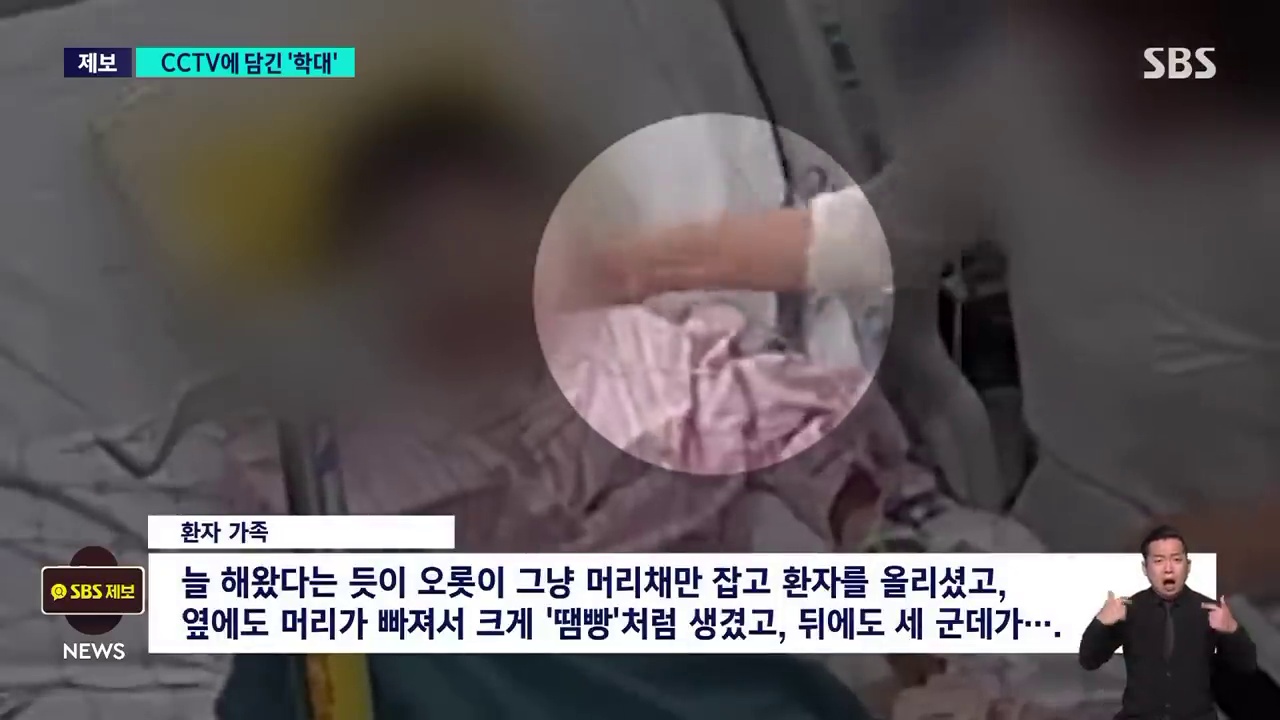 제보 CCTV에 담긴 '학대'
SBS
환자 가족
늘 해왔다는 듯이 오롯이 그냥 머리채만 잡고 환자를 올리셨고,
옆에도 머리가 빠져서 크게 '땜빵'처럼 생겼고, 뒤에도 세 군데가….
SBS 제보
NEWS